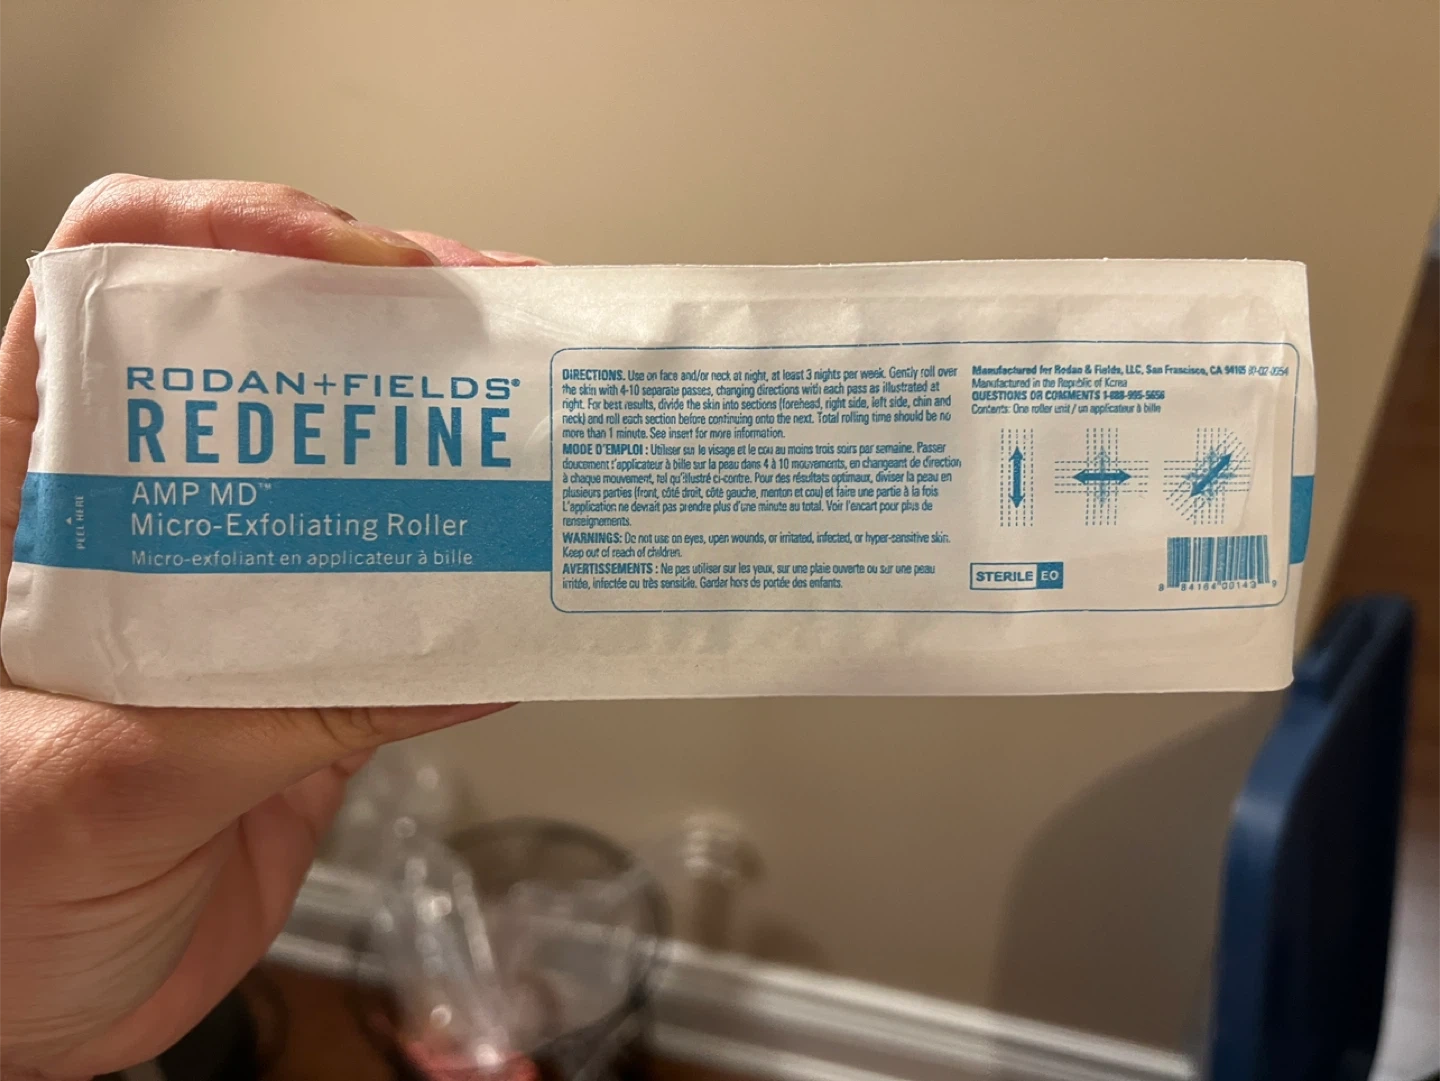 RODAN+FIELDS®
REDEFINE
AMP MD™
Micro-Exfoliating Roller
Micro-exfoliant en applicateur à bille
PEEL HERE
DIRECTIONS. Use on face and/or neck at night, at least 3 nights per week. Gently roll over
the skin with 4-10 separate passes, changing directions with each pass as illustrated at
right. For best results, divide the skin into sections (forehead, right side, left side, chin and
neck) and roll each section before continuing onto the next. Total rolling time should be no
more than 1 minute. See insert for more information.
MODE D'EMPLOI : Utiliser sur le visage et le cou au moins trois soirs par semaine. Passer
doucement l'applicateur à bille sur la peau dans 4 à 10 mouvements, en changeant de direction
à chaque mouvement, tel qu'illustré ci-contre. Pour des résultats optimaux, diviser la peau en
plusieurs parties (front, côté droit, côté gauche, menton et cou) et faire une partie à la fois
L'application ne devrait pas prendre plus d'une minute au total. Voir l'encart pour plus de
renseignements.
WARNINGS: Do not use on eyes, open wounds, or irritated, infected, or hyper-sensitive skin.
Keep out of reach of children.
AVERTISSEMENTS : Ne pas utiliser sur les yeux, sur une plaie ouverte ou sur une peau
irritée, infectée ou très sensible. Garder hors de portée des enfants.
Manufactured for Rodan & Fields, LLC, San Francisco, CA 94105
Manufactured in the Republic of Korea
QUESTIONS OR COMMENTS 1-888-995-5656
Contents: One roller unit / un applicateur à bille
STERILE EO
8 84164 00143 9